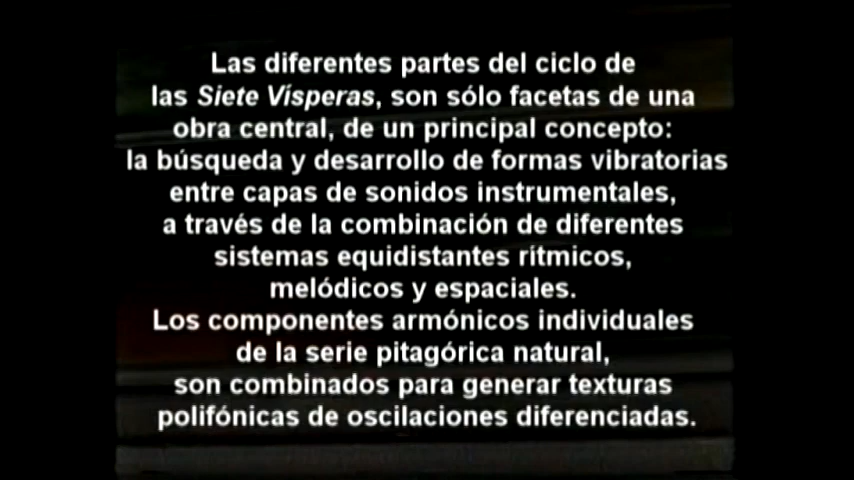 Las diferentes partes del ciclo de
las Siete Vísperas, son sólo facetas de una
obra central, de un principal concepto:
la búsqueda y desarrollo de formas vibratorias
entre capas de sonidos instrumentales,
a través de la combinación de diferentes
sistemas equidistantes rítmicos,
melódicos y espaciales.
Los componentes armónicos individuales
de la serie pitagórica natural,
son combinados para generar texturas
polifónicas de oscilaciones diferenciadas.